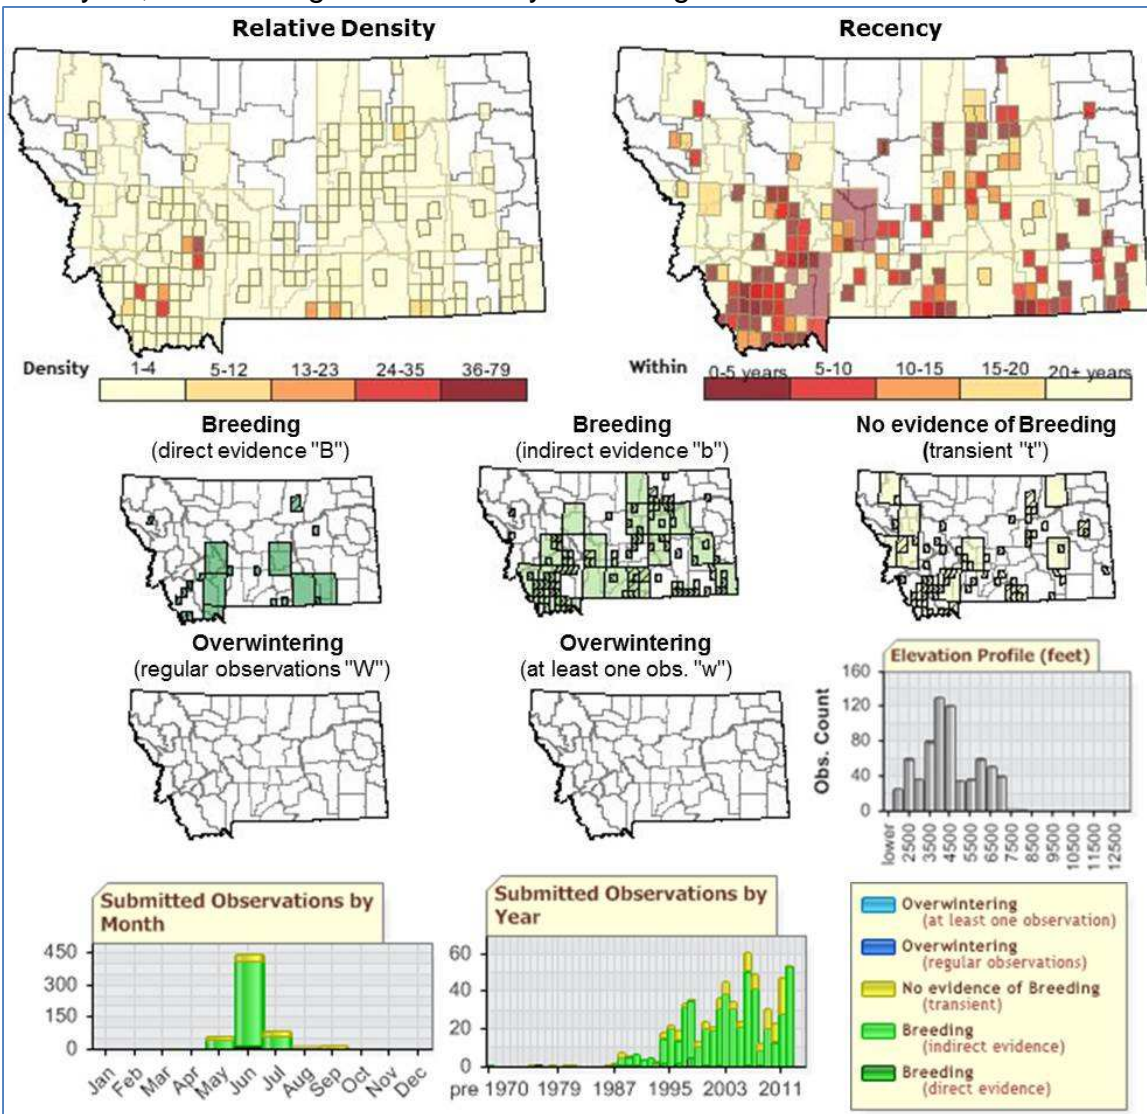 Relative Density
Recency
Density
1-4
5-12
13-23
24-35
36-79
Within
0-5 years
5-10
10-15
15-20
20+ years
Breeding
(direct evidence "B")
Breeding
(indirect evidence "b")
No evidence of Breeding
(transient "t")
Overwintering
(regular observations "W")
Overwintering
(at least one obs. "w")
Elevation Profile (feet)
Obs. Count
160
120
80
40
0
lower
2500
3500
4500
5500
6500
7500
8500
9500
10500
11500
12500
Submitted Observations by
Month
450
300
150
0
Jan
Feb
Mar
Apr
May
Jun
Jul
Aug
Sep
Oct
Nov
Dec
Submitted Observations by
Year
60
40
20
0
pre 1970
1979
1987
1995
2003
2011
Overwintering
(at least one observation)
Overwintering
(regular observations)
No evidence of Breeding
(transient)
Breeding
(indirect evidence)
Breeding
(direct evidence)